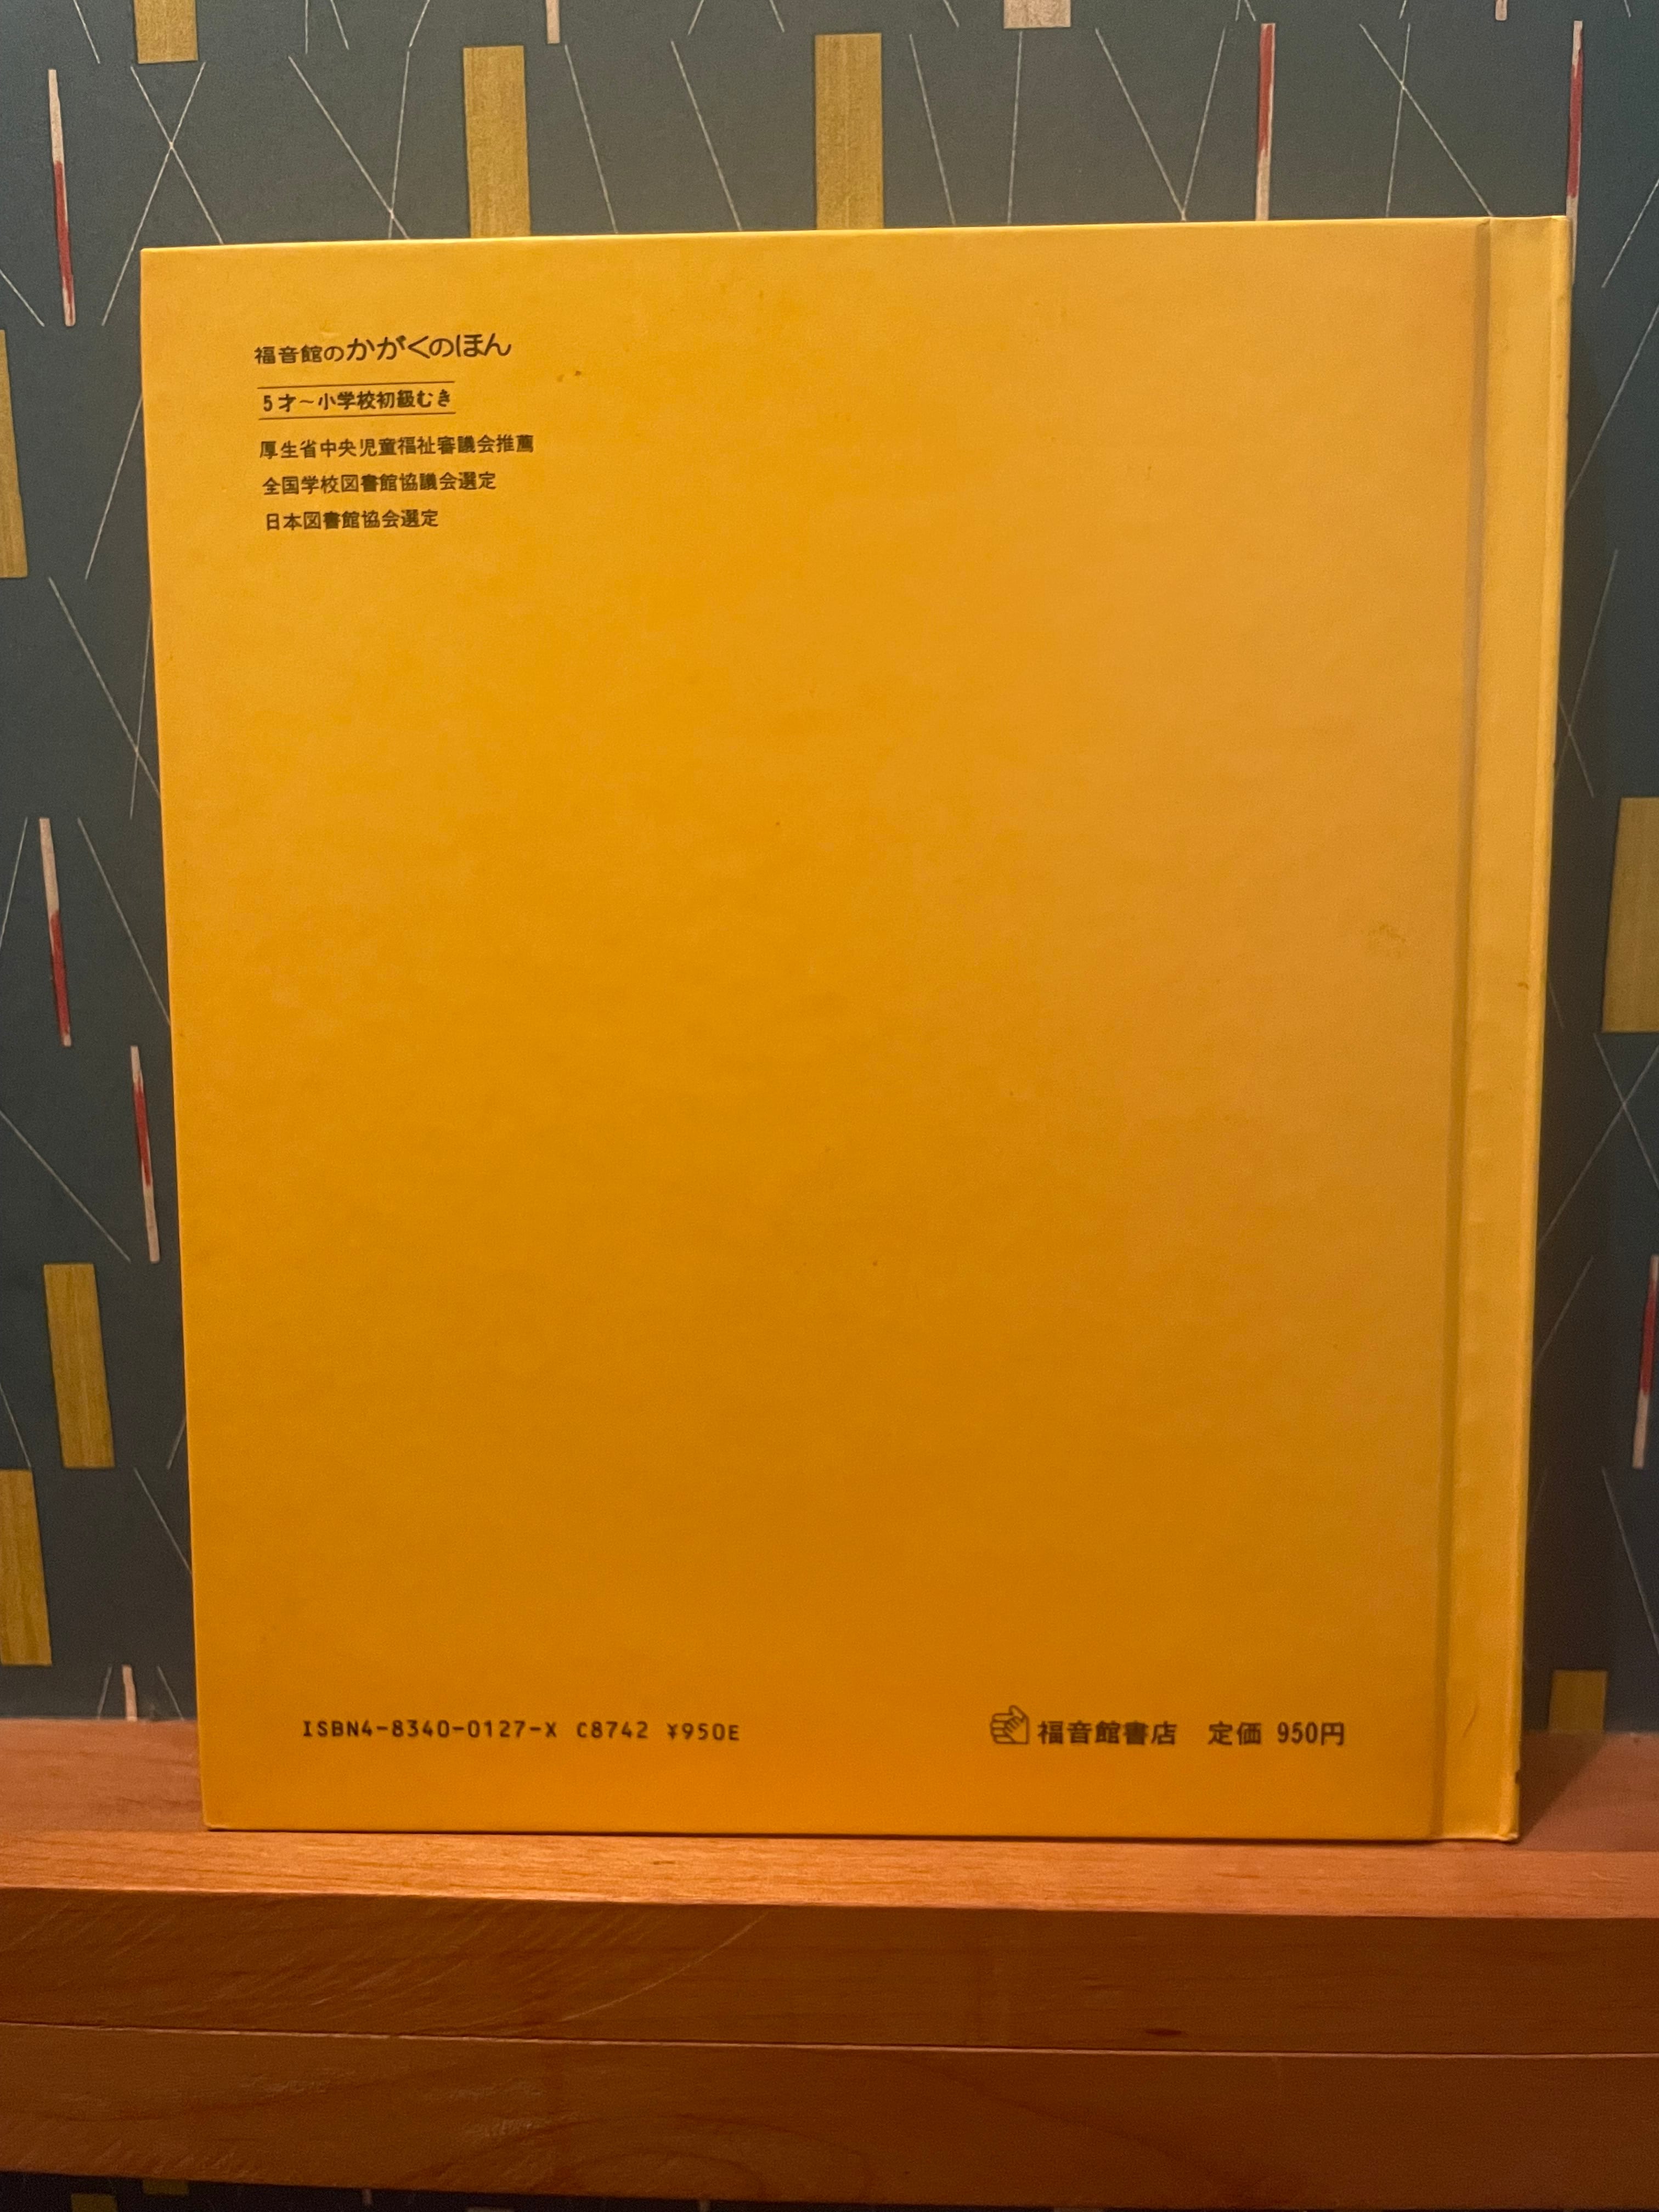 福音館のかがくのほん
5才〜小学校初級むき
厚生省中央児童福祉審議会推薦
全国学校図書館協議会選定
日本図書館協会選定
ISBN4-8340-0127-X C8742 ¥950E
福音館書店 定価 950円